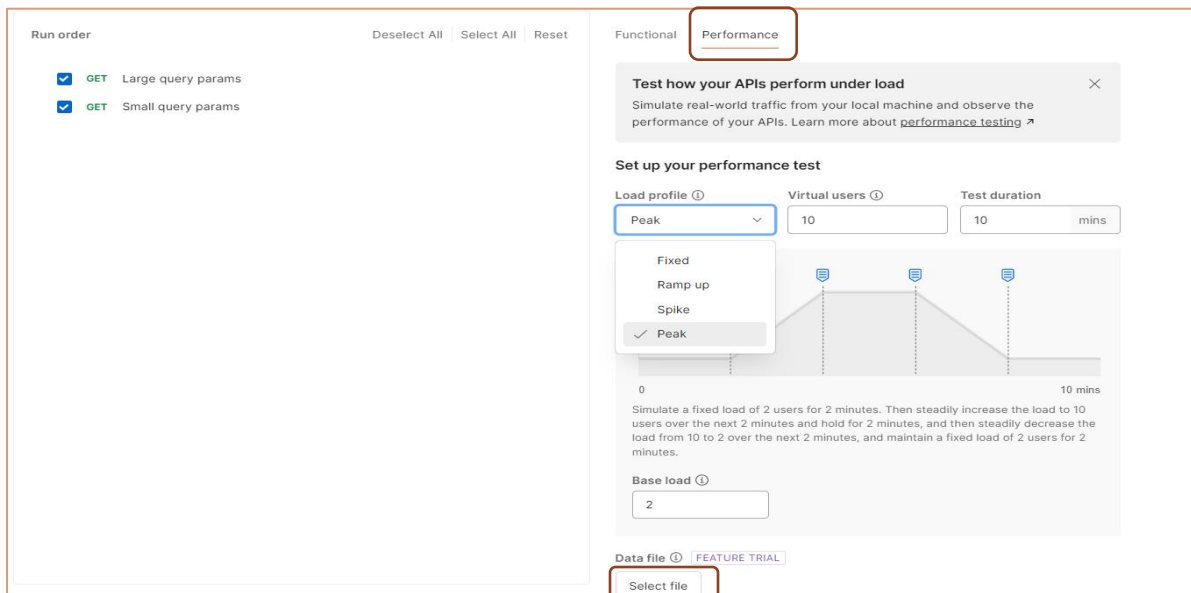 Run order
Deselect All Select All Reset
GET Large query params
GET Small query params
Functional Performance
Test how your APIs perform under load
Simulate real-world traffic from your local machine and observe the
performance of your APIs. Learn more about performance testing ↗
Set up your performance test
Load profile Virtual users Test duration
Peak 10 10 mins
Fixed
Ramp up
Spike
Peak
0 10 mins
Simulate a fixed load of 2 users for 2 minutes. Then steadily increase the load to 10
users over the next 2 minutes and hold for 2 minutes, and then steadily decrease the
load from 10 to 2 over the next 2 minutes, and maintain a fixed load of 2 users for 2
minutes.
Base load
2
Data file FEATURE TRIAL
Select file